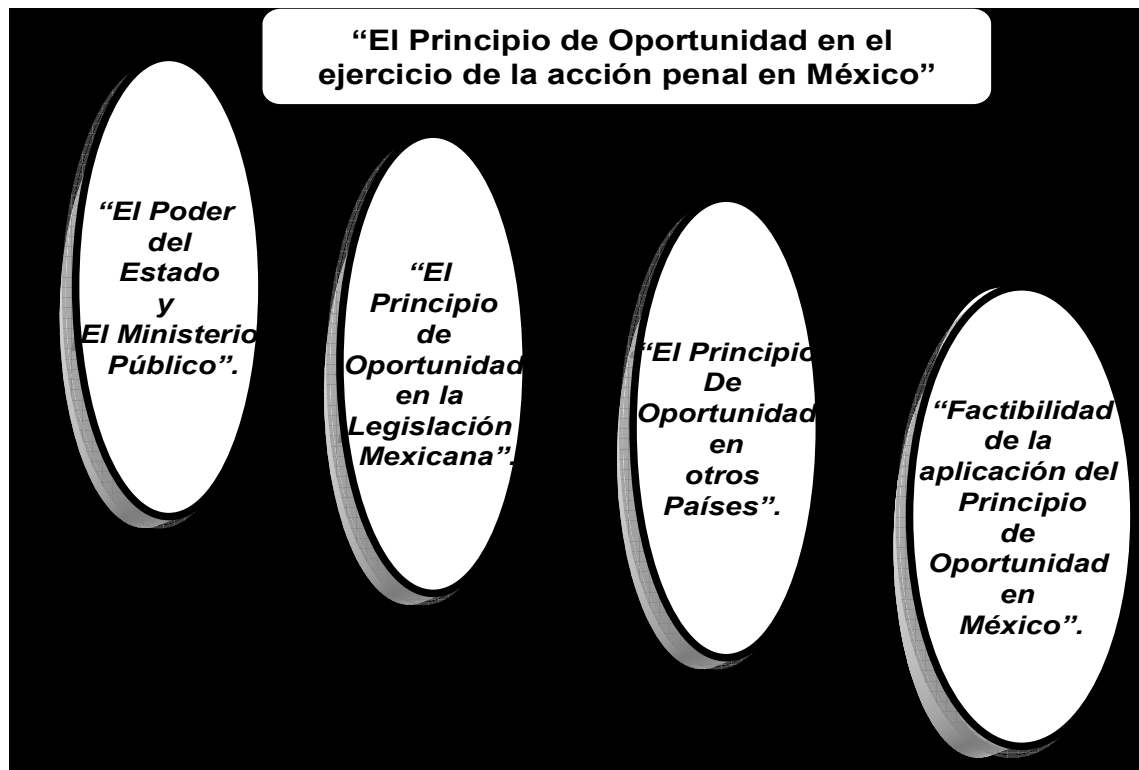 “El Principio de Oportunidad en el
ejercicio de la acción penal en México”
“El Poder
del
Estado
y
El Ministerio
Público”.
“El
Principio
de
Oportunidad
en la
Legislación
Mexicana”.
“El Principio
De
Oportunidad
en
otros
Países”.
“Factibilidad
de la
aplicación del
Principio
de
Oportunidad
en
México”.